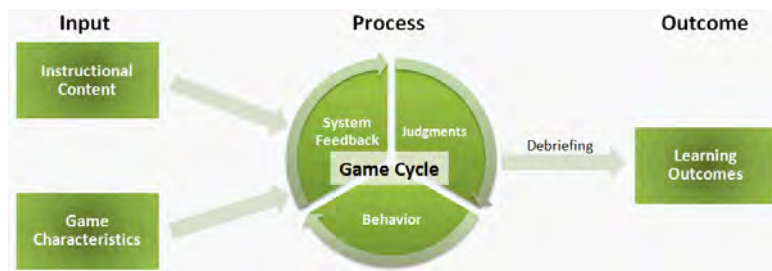 Input
Process
Outcome
Instructional
Content
System
Feedback
Judgments
Game Cycle
Debriefing
Learning
Outcomes
Game
Characteristics
Behavior